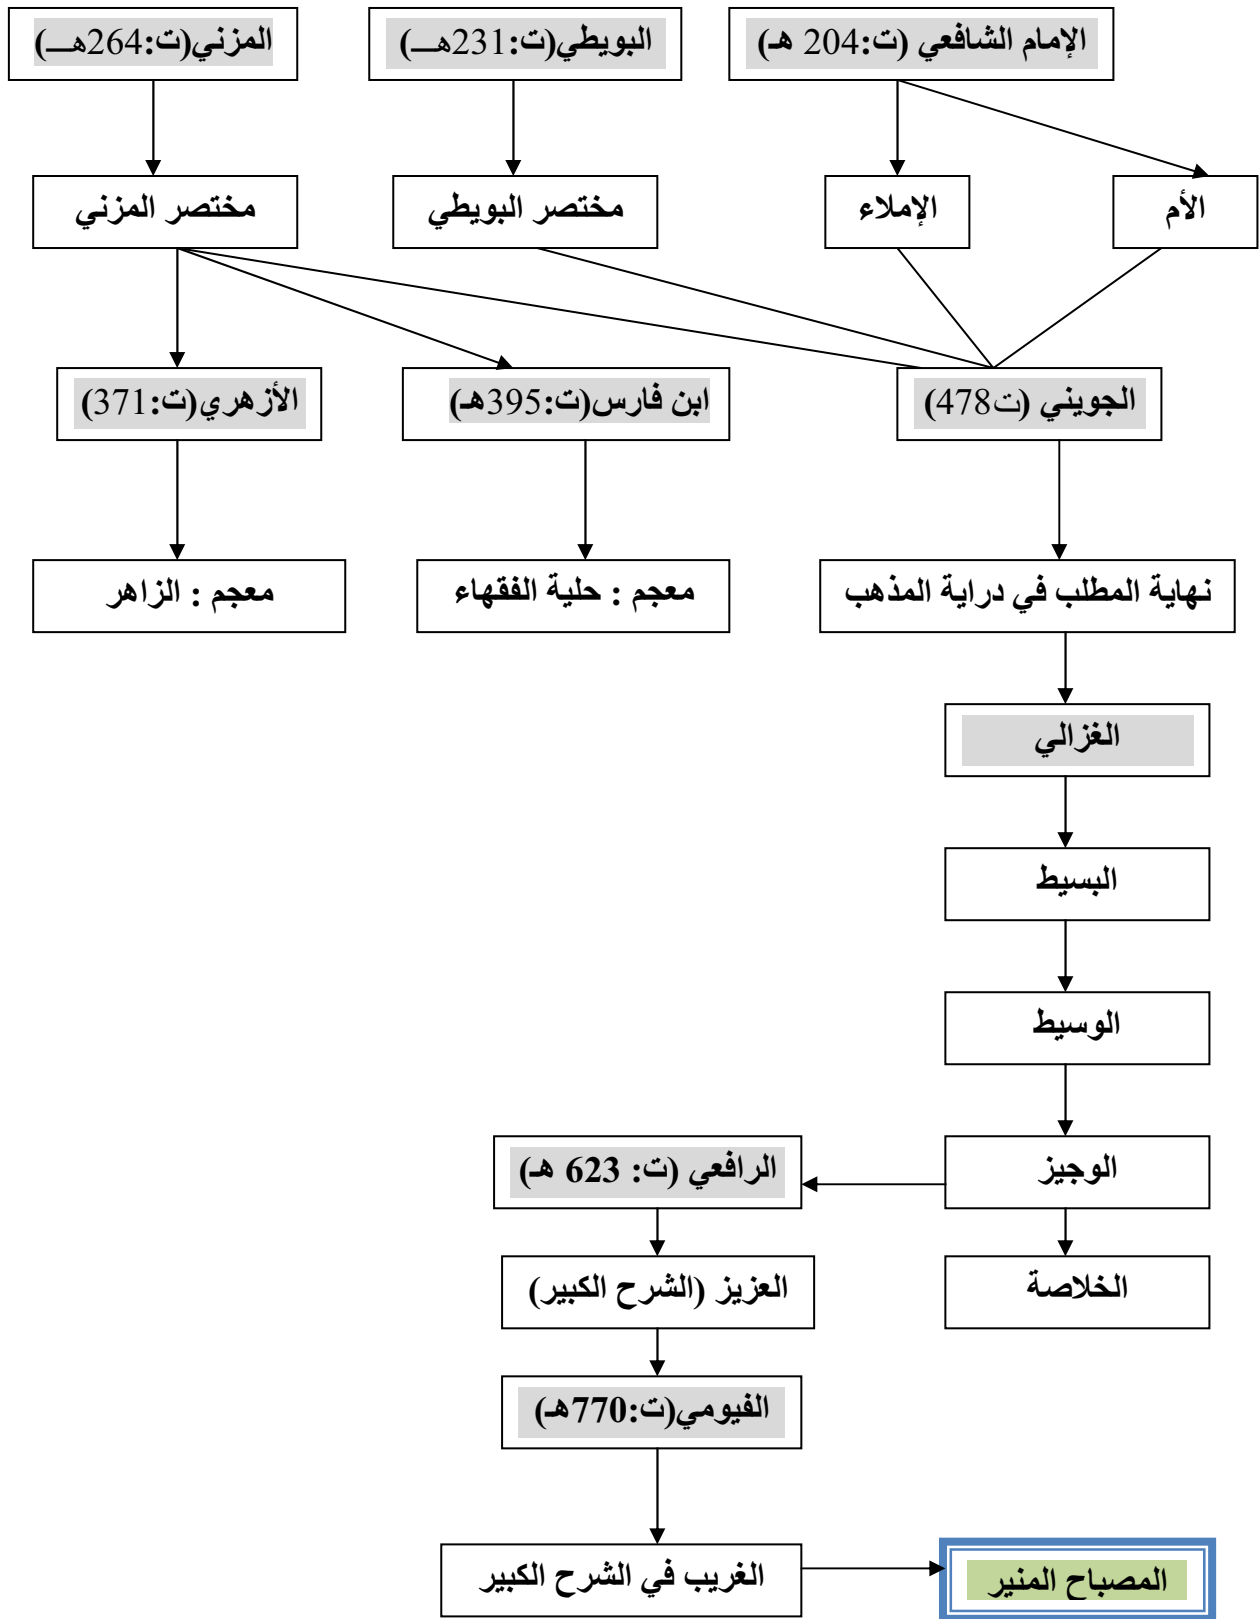 الإمام الشافعي (ت:204 هـ)
البويطي(ت:231هـــ)
المزني(ت:264هـــ)
الأم
الإملاء
مختصر البويطي
مختصر المزني
الجويني (ت478)
ابن فارس(ت:395هـ)
الأزهري(ت:371)
نهاية المطلب في دراية المذهب
معجم : حلية الفقهاء
معجم : الزاهر
الغزالي
البسيط
الوسيط
الوجيز
الرافعي (ت: 623 هـ)
الخلاصة
العزيز (الشرح الكبير)
الفيومي(ت:770هـ)
الغريب في الشرح الكبير
المصباح المنير